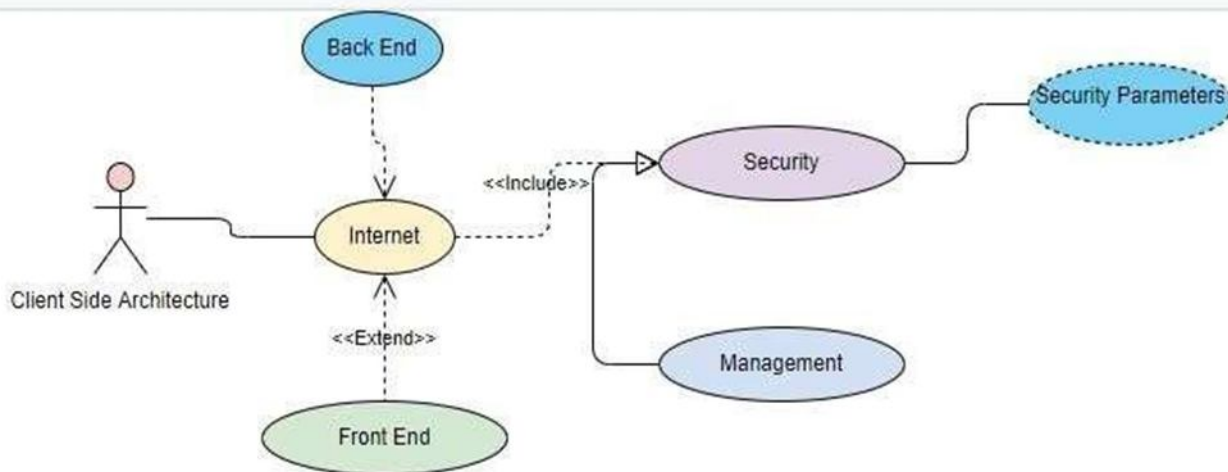 Back End
Security Parameters
Security
<<Include>>
Internet
Client Side Architecture
<<Extend>>
Management
Front End